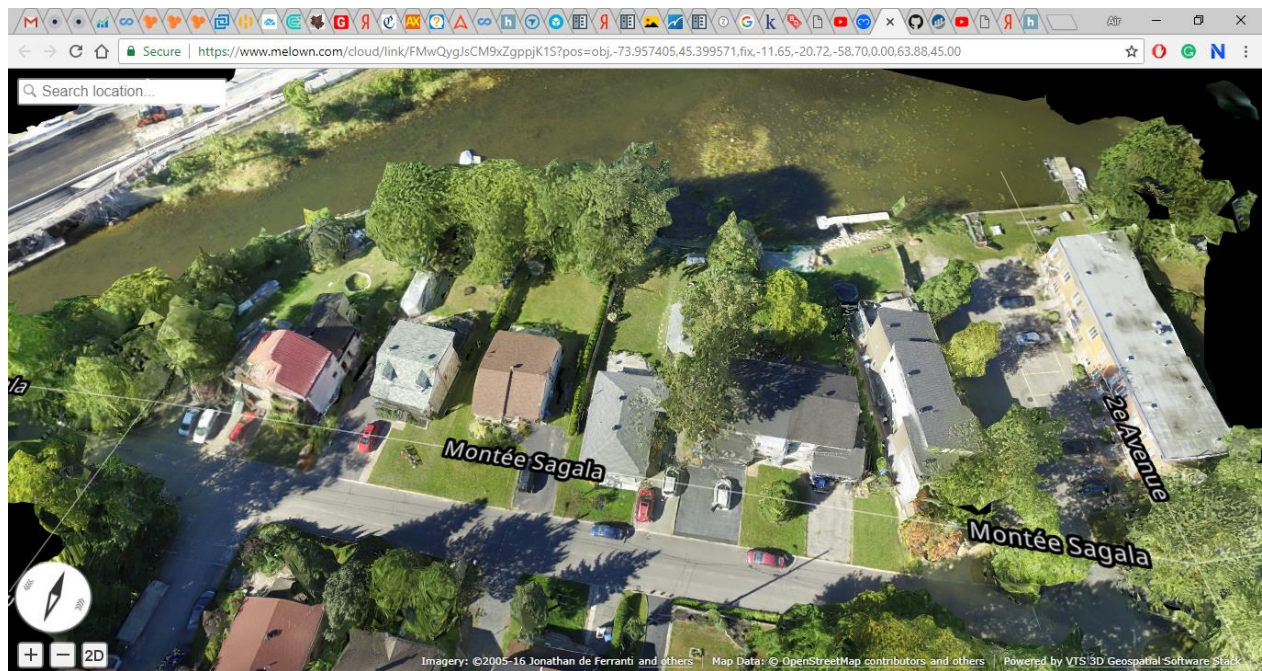 Air
Secure
https://www.melown.com/cloud/link/FMwQygJsCM9xZgppjK1S?pos=obj,-73.957405,45.399571,fix,-11.65,-20.72,-58.70,0.00,63.88,45.00
Search location...
la
Montée Sagala
2e Avenue
Montée Sagala
2D
Imagery: ©2005-16 Jonathan de Ferranti and others
Map Data: © OpenStreetMap contributors and others
Powered by VTS 3D Geospatial Software Stack